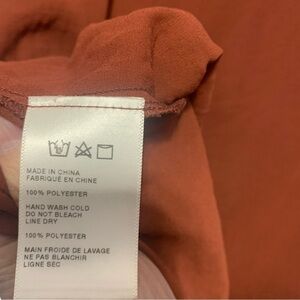 MADE IN CHINA
FABRIQUÉ EN CHINE
100% POLYESTER
HAND WASH COLD
DO NOT BLEACH
LINE DRY
100% POLYESTER
MAIN FROIDE DE LAVAGE
NE PAS BLANCHIR
LIGNE SEC